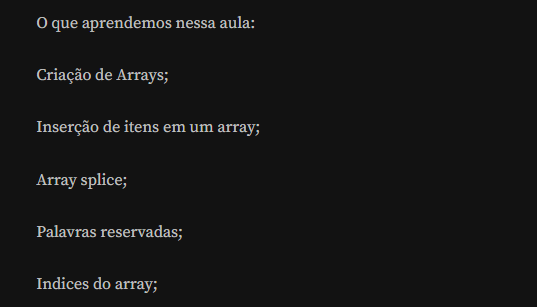 O que aprendemos nessa aula:
Criação de Arrays;
Inserção de itens em um array;
Array splice;
Palavras reservadas;
Indices do array;